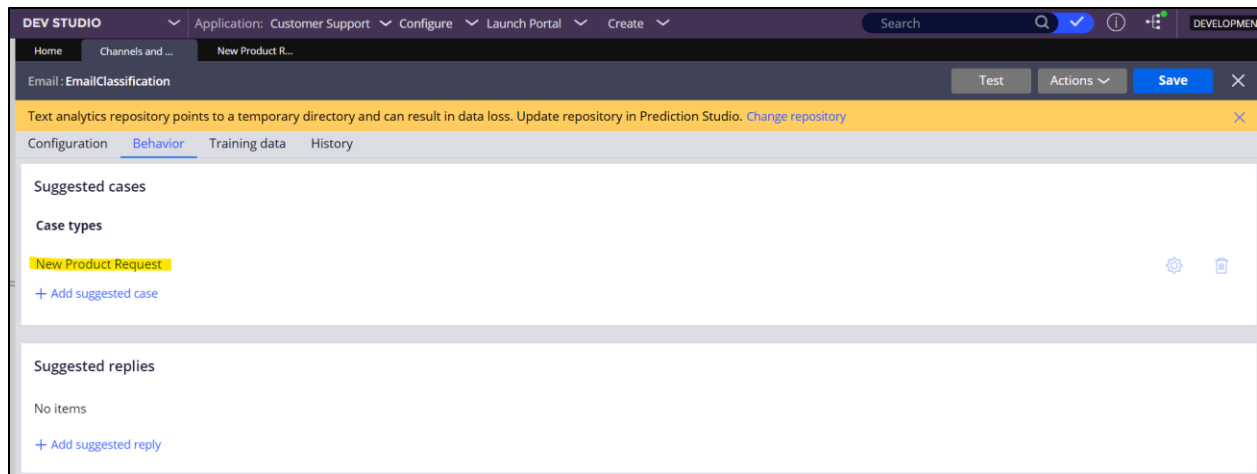 DEV STUDIO Application: Customer Support Configure Launch Portal Create Search DEVELOPMEN
Home Channels and ... New Product R...
Email: EmailClassification Test Actions Save
Text analytics repository points to a temporary directory and can result in data loss. Update repository in Prediction Studio. Change repository
Configuration Behavior Training data History
Suggested cases
Case types
New Product Request
+ Add suggested case
Suggested replies
No items
+ Add suggested reply